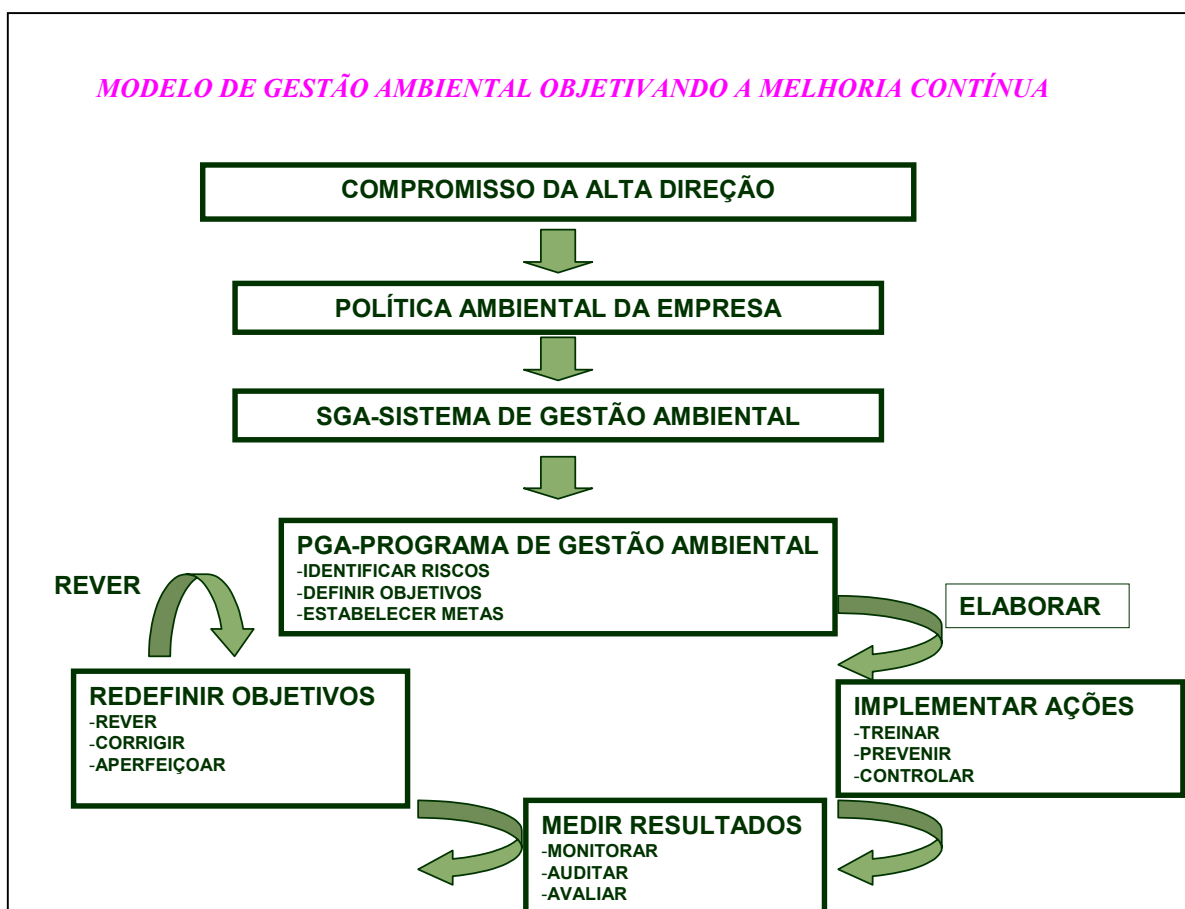 MODELO DE GESTÃO AMBIENTAL OBJETIVANDO A MELHORIA CONTÍNUA
COMPROMISSO DA ALTA DIREÇÃO
POLÍTICA AMBIENTAL DA EMPRESA
SGA-SISTEMA DE GESTÃO AMBIENTAL
PGA-PROGRAMA DE GESTÃO AMBIENTAL
-IDENTIFICAR RISCOS
-DEFINIR OBJETIVOS
-ESTABELECER METAS
REVER
ELABORAR
REDEFINIR OBJETIVOS
-REVER
-CORRIGIR
-APERFEIÇOAR
IMPLEMENTAR AÇÕES
-TREINAR
-PREVENIR
-CONTROLAR
MEDIR RESULTADOS
-MONITORAR
-AUDITAR
-AVALIAR